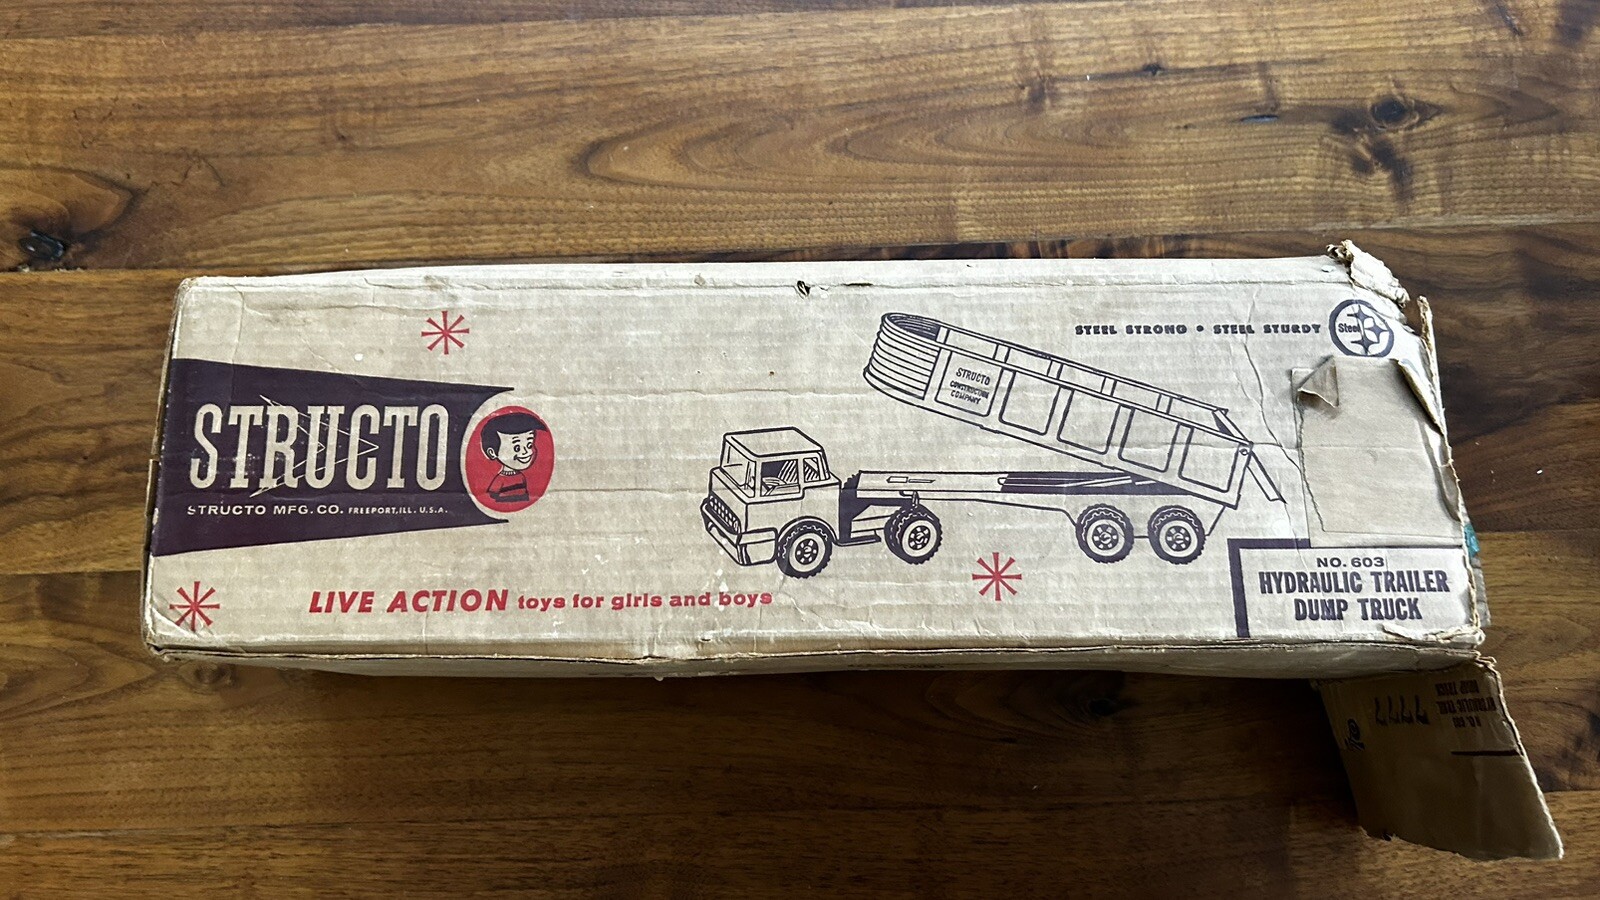 STRUCTO
STRUCTO MFG. CO. FREEPORT, ILL. U.S.A.
STEEL STRONG • STEEL STURDY
Steel
STRUCTO
CONSTRUCTION
COMPANY
LIVE ACTION toys for girls and boys
NO. 603
HYDRAULIC TRAILER
DUMP TRUCK